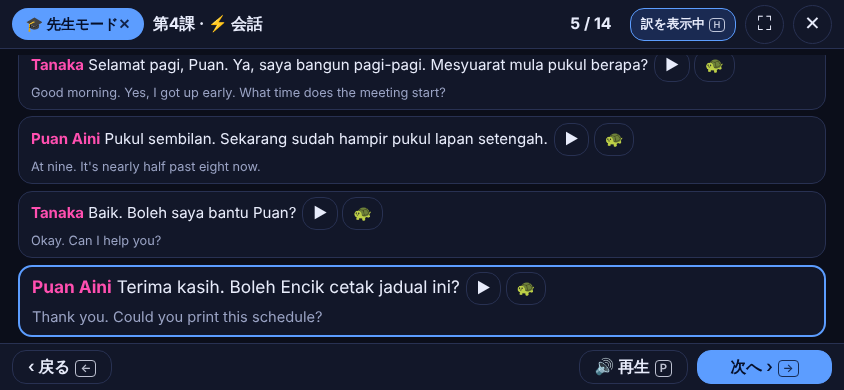 🎓 先生モード✕ 第4課 · ⚡ 会話 5 / 14 訳を表示中 H ✕
Tanaka Selamat pagi, Puan. Ya, saya bangun pagi-pagi. Mesyuarat mula pukul berapa? ▶ 🐢
Good morning. Yes, I got up early. What time does the meeting start?
Puan Aini Pukul sembilan. Sekarang sudah hampir pukul lapan setengah. ▶ 🐢
At nine. It's nearly half past eight now.
Tanaka Baik. Boleh saya bantu Puan? ▶ 🐢
Okay. Can I help you?
Puan Aini Terima kasih. Boleh Encik cetak jadual ini? ▶ 🐢
Thank you. Could you print this schedule?
‹ 戻る ← 🔊 再生 P 次へ › →